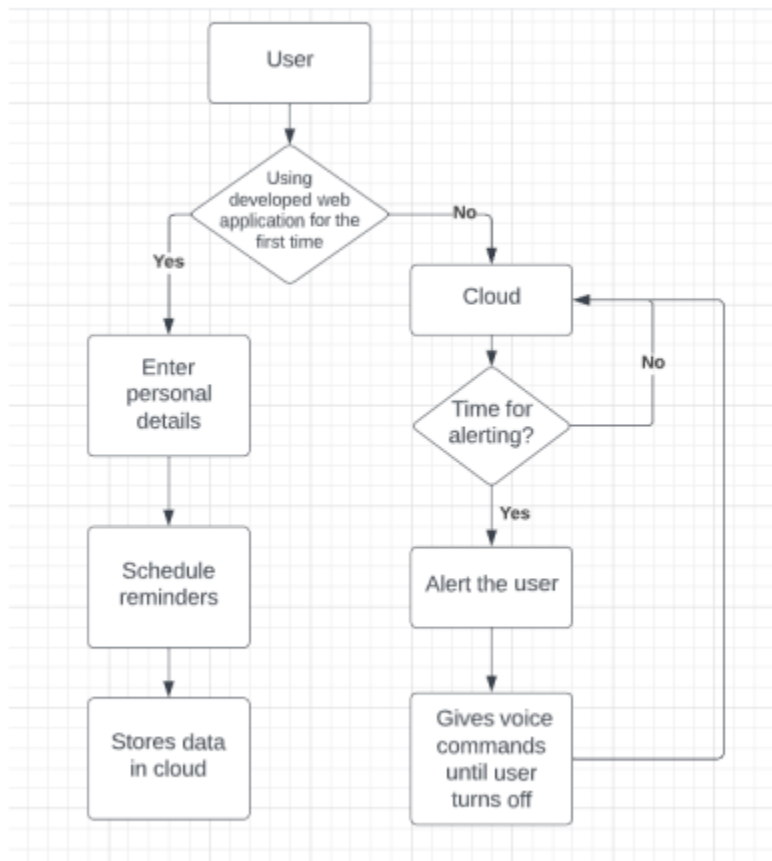 User
Using
developed web
application for the
first time
No
Yes
Cloud
Enter
personal
details
No
Time for
alerting?
Yes
Schedule
reminders
Alert the user
Stores data
in cloud
Gives voice
commands
until user
turns off